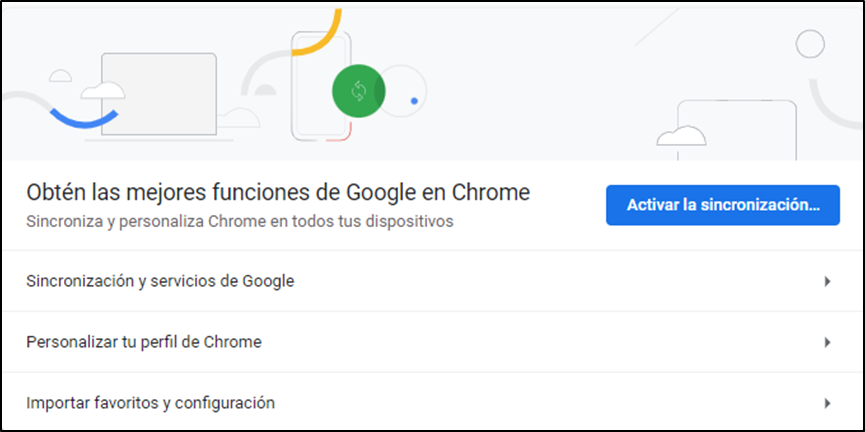 Obtén las mejores funciones de Google en Chrome
Sincroniza y personaliza Chrome en todos tus dispositivos
Activar la sincronización...
Sincronización y servicios de Google
Personalizar tu perfil de Chrome
Importar favoritos y configuración